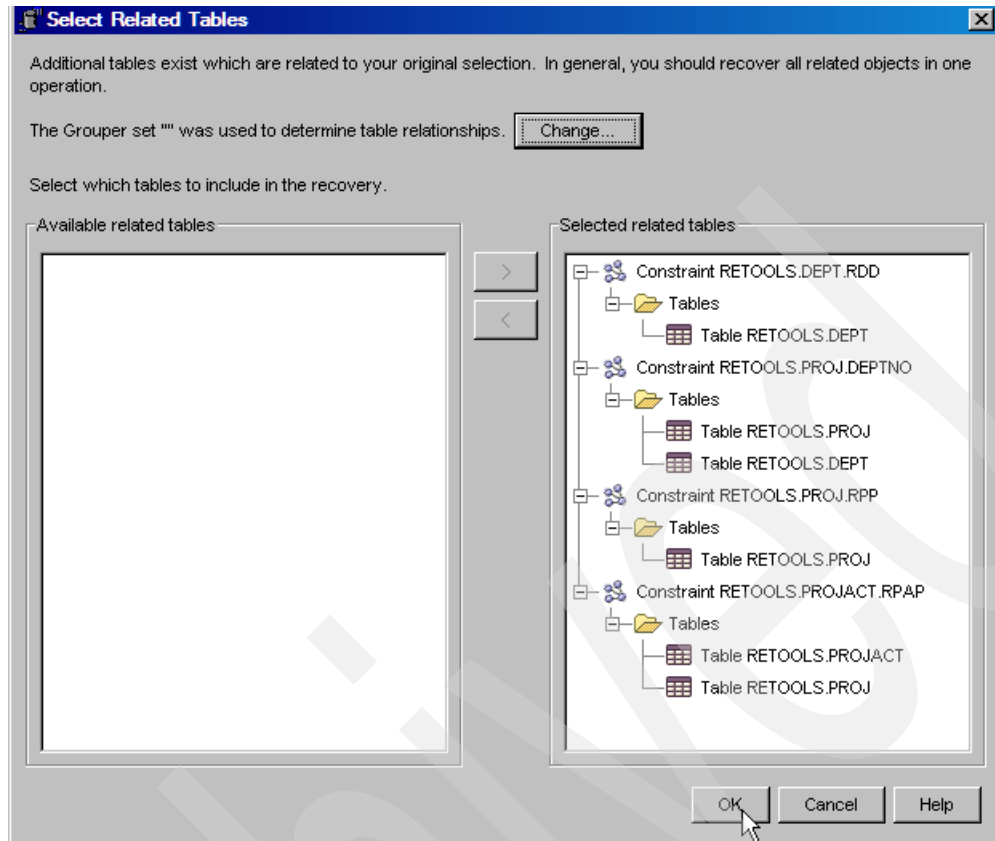 Select Related Tables
Additional tables exist which are related to your original selection. In general, you should recover all related objects in one
operation.
The Grouper set "" was used to determine table relationships. Change...
Select which tables to include in the recovery.
Available related tables
>
<
Selected related tables
Constraint RETOOLS.DEPT.RDD
Tables
Table RETOOLS.DEPT
Constraint RETOOLS.PROJ.DEPTNO
Tables
Table RETOOLS.PROJ
Table RETOOLS.DEPT
Constraint RETOOLS.PROJ.RPP
Tables
Table RETOOLS.PROJ
Constraint RETOOLS.PROJACT.RPAP
Tables
Table RETOOLS.PROJACT
Table RETOOLS.PROJ
OK Cancel Help